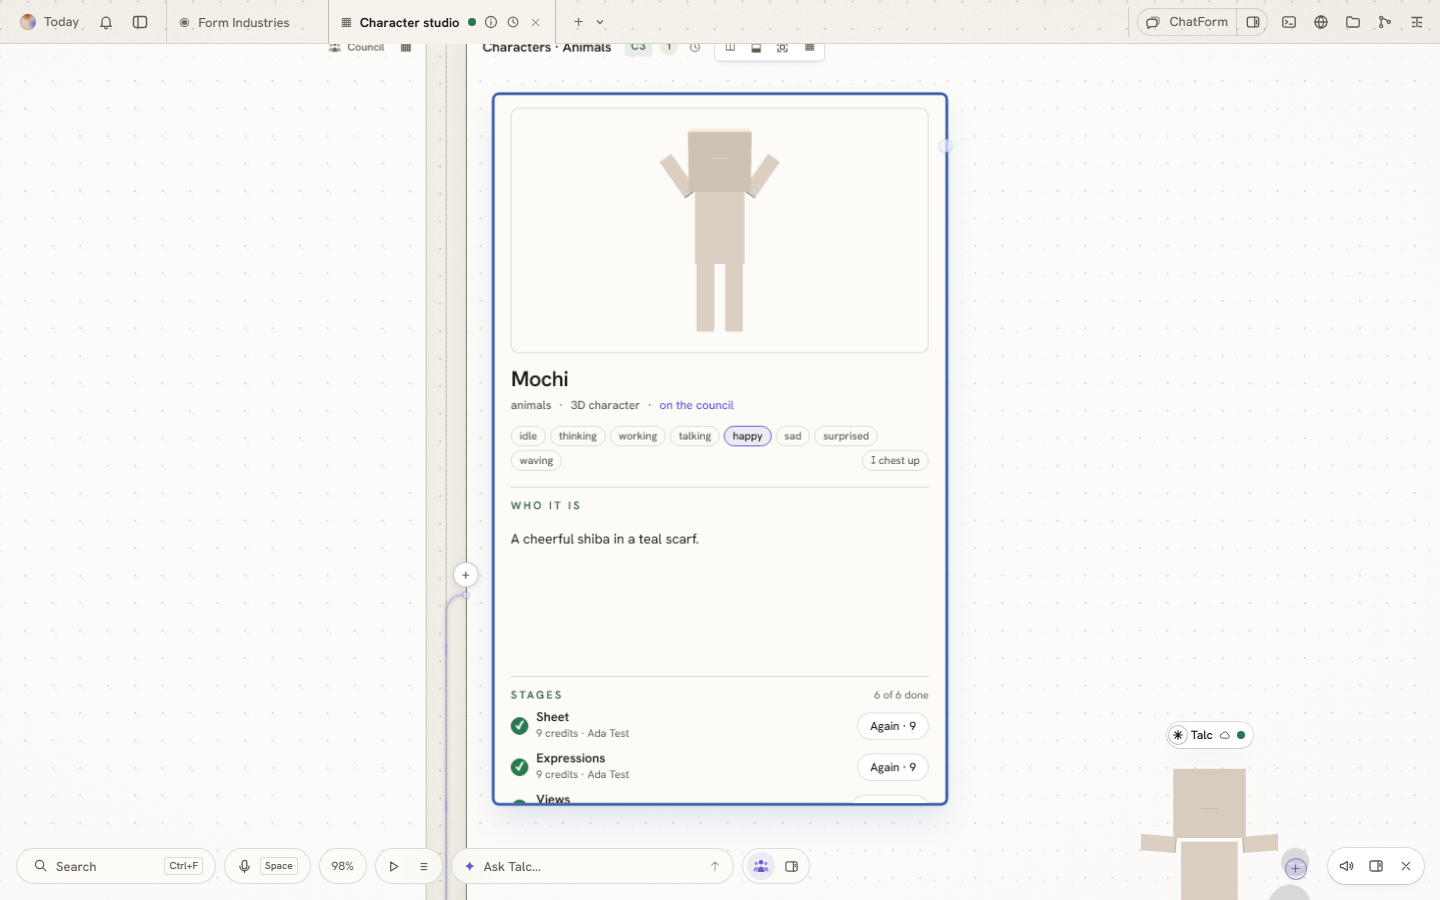 Today
Form Industries
Character studio
ChatForm
Council
Characters · Animals
C3
1
Mochi
animals · 3D character · on the council
idle
thinking
working
talking
happy
sad
surprised
waving
chest up
WHO IT IS
A cheerful shiba in a teal scarf.
STAGES
6 of 6 done
Sheet
9 credits · Ada Test
Again · 9
Expressions
9 credits · Ada Test
Again · 9
Views
Talc
Search
Ctrl+F
Space
98%
Ask Talc...